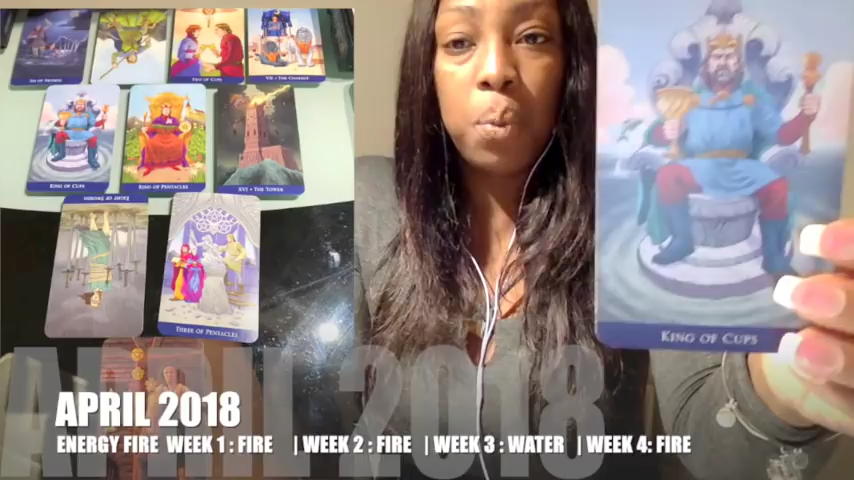 SIX OF SWORDS
TWO OF CUPS
VII • THE CHARIOT
KING OF CUPS
KING OF PENTACLES
XVI • THE TOWER
EIGHT OF SWORDS
THREE OF PENTACLES
KING OF CUPS
APRIL 2018
APRIL 2018
ENERGY FIRE WEEK 1 : FIRE | WEEK 2 : FIRE | WEEK 3 : WATER | WEEK 4: FIRE